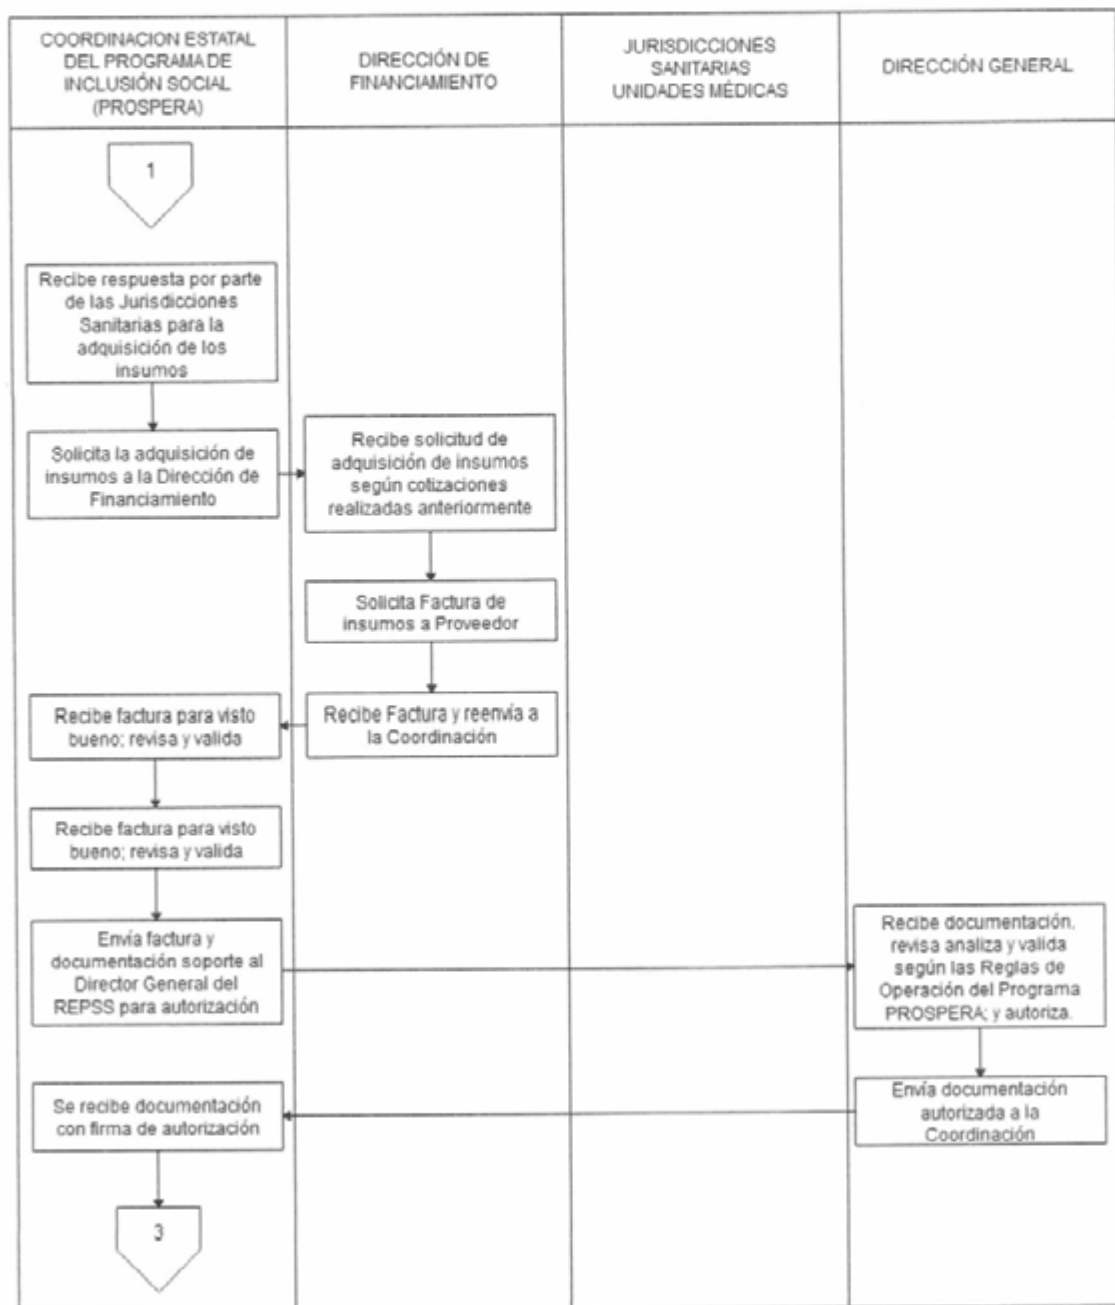 COORDINACION ESTATAL
DEL PROGRAMA DE
INCLUSIÓN SOCIAL
(PROSPERA)
DIRECCIÓN DE
FINANCIAMIENTO
JURISDICCIONES
SANITARIAS
UNIDADES MÉDICAS
DIRECCIÓN GENERAL
1
Recibe respuesta por parte
de las Jurisdicciones
Sanitarias para la
adquisición de los
insumos
Solicita la adquisición de
insumos a la Dirección de
Financiamiento
Recibe solicitud de
adquisición de insumos
según cotizaciones
realizadas anteriormente
Solicita Factura de
insumos a Proveedor
Recibe Factura y reenvía a
la Coordinación
Recibe factura para visto
bueno; revisa y valida
Recibe factura para visto
bueno; revisa y valida
Envía factura y
documentación soporte al
Director General del
REPSS para autorización
Recibe documentación,
revisa analiza y valida
según las Reglas de
Operación del Programa
PROSPERA; y autoriza.
Envía documentación
autorizada a la
Coordinación
Se recibe documentación
con firma de autorización
3